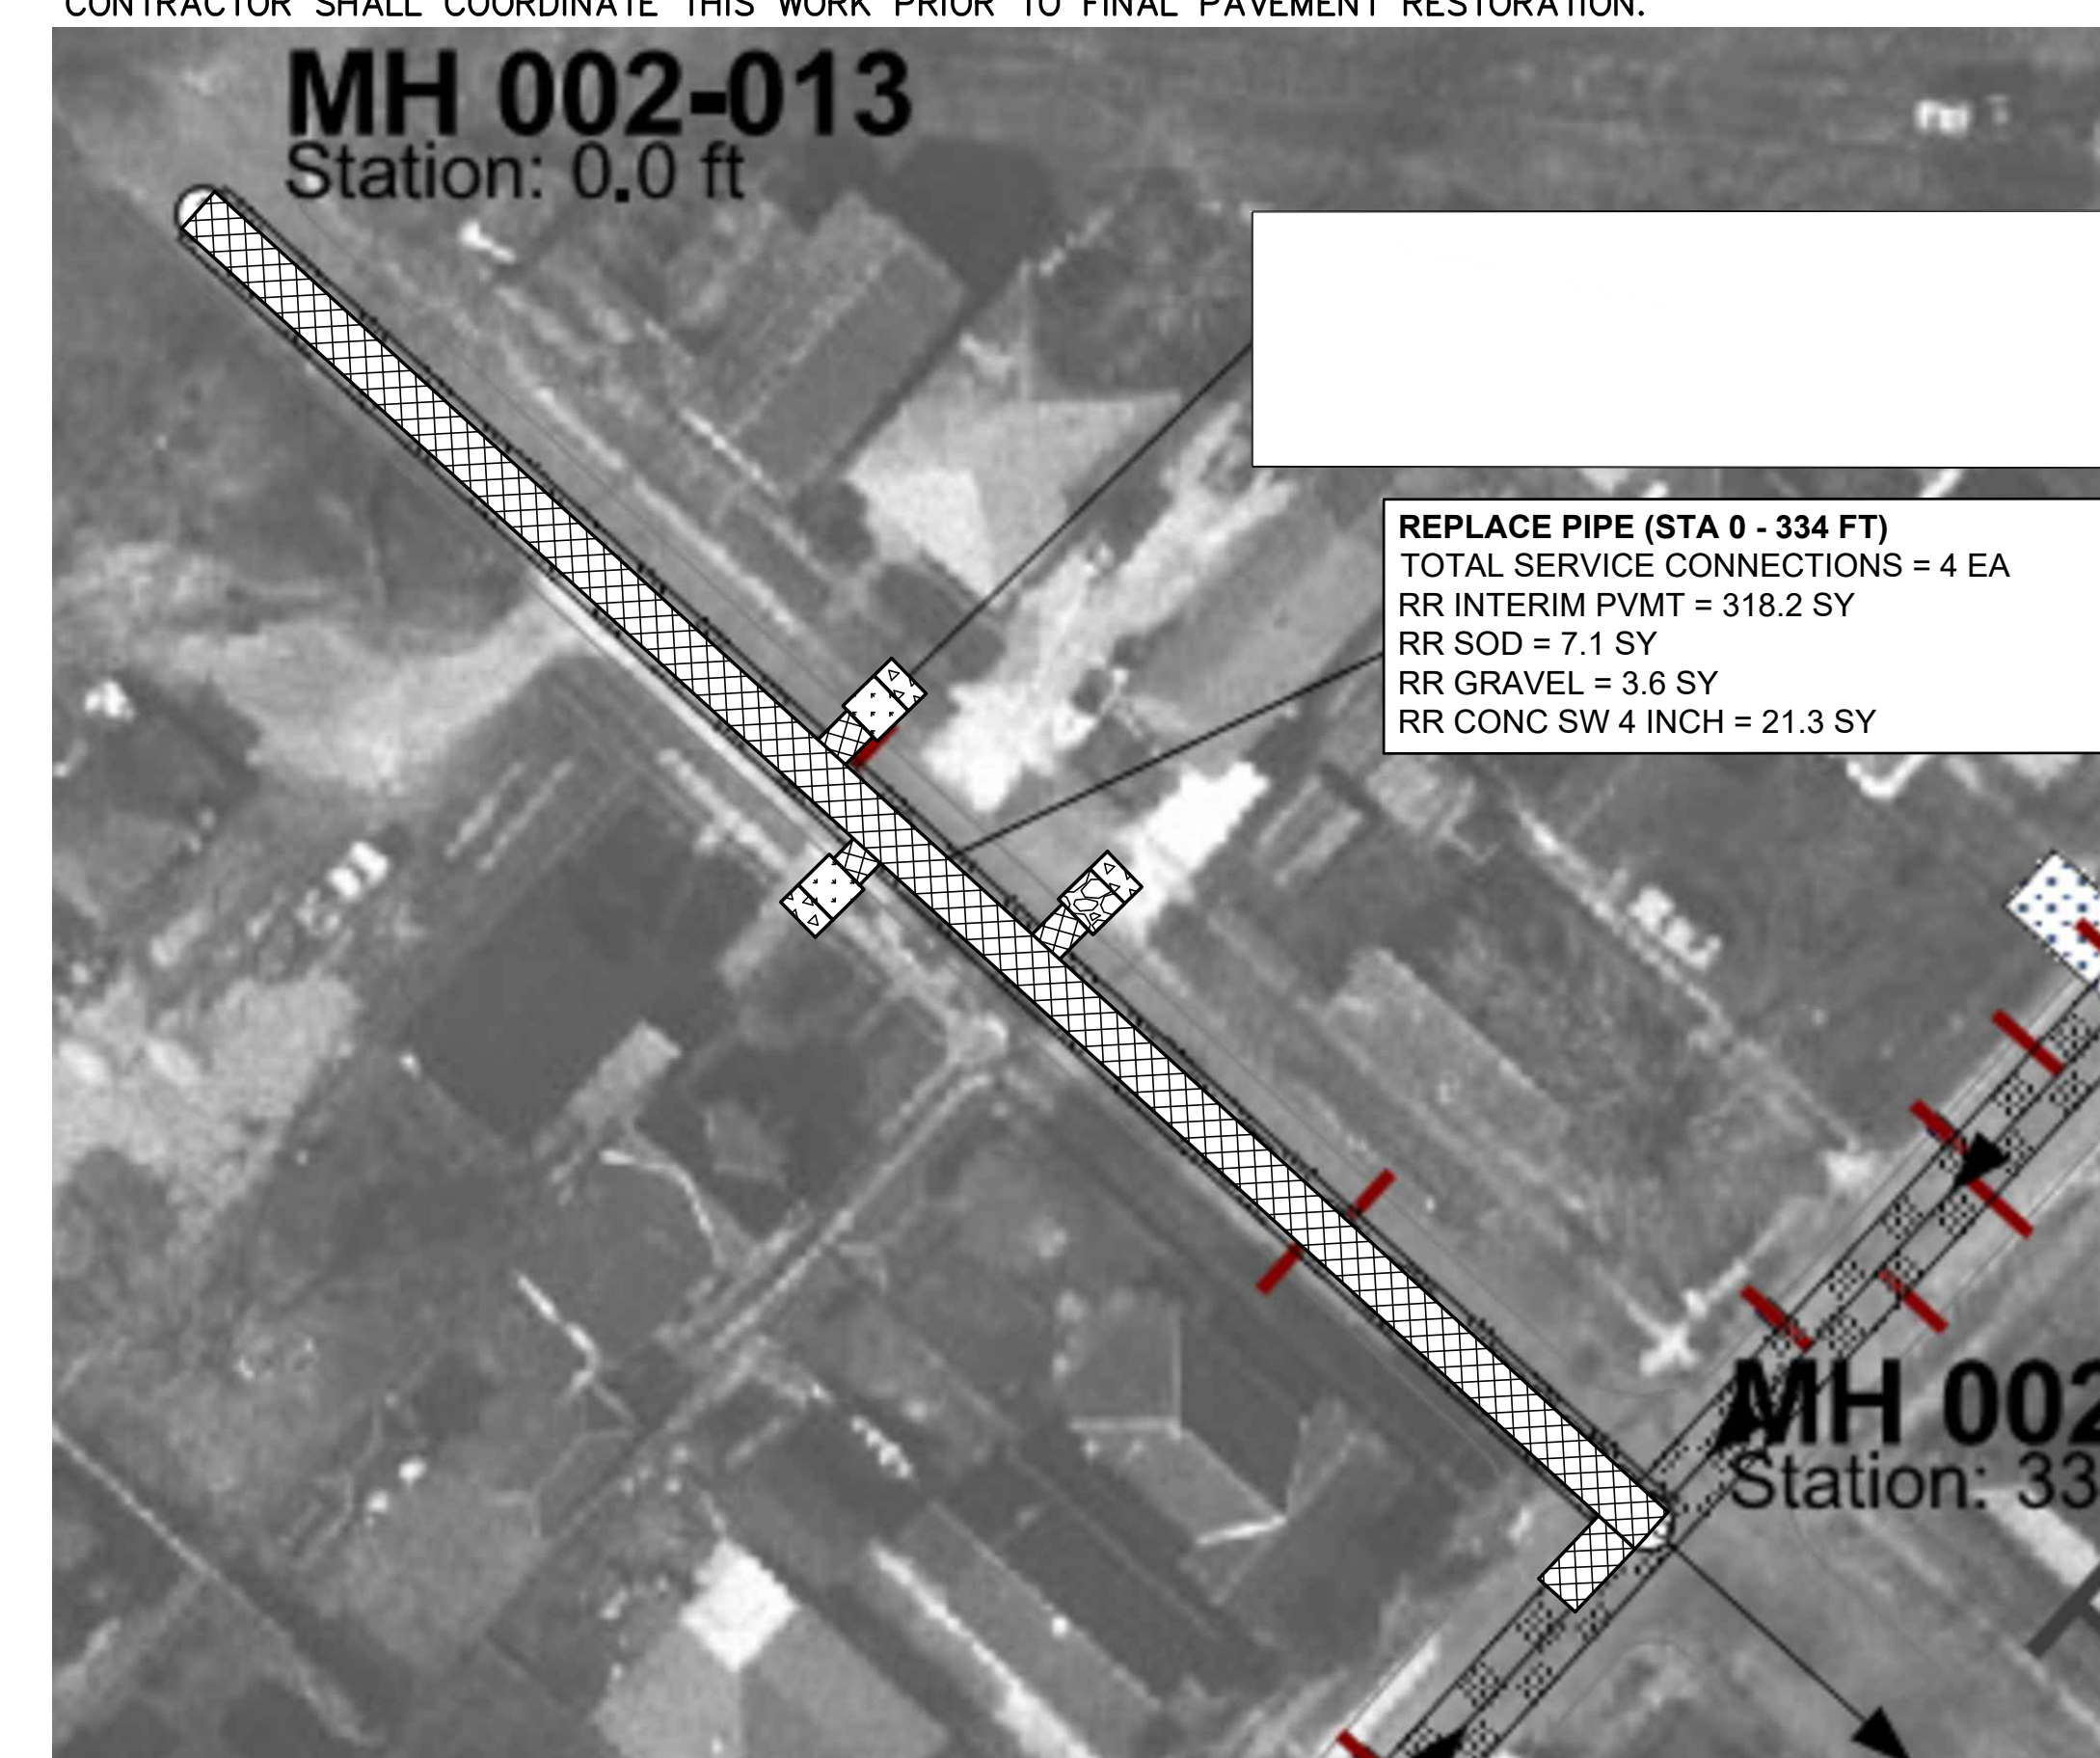 CONTRACTOR SHALL COORDINATE THIS WORK PRIOR TO FINAL PAVEMENT RESTORATION.
MH 002-013
Station: 0.0 ft
REPLACE PIPE (STA 0 - 334 FT)
TOTAL SERVICE CONNECTIONS = 4 EA
RR INTERIM PVMT = 318.2 SY
RR SOD = 7.1 SY
RR GRAVEL = 3.6 SY
RR CONC SW 4 INCH = 21.3 SY
MH 002
Station: 33